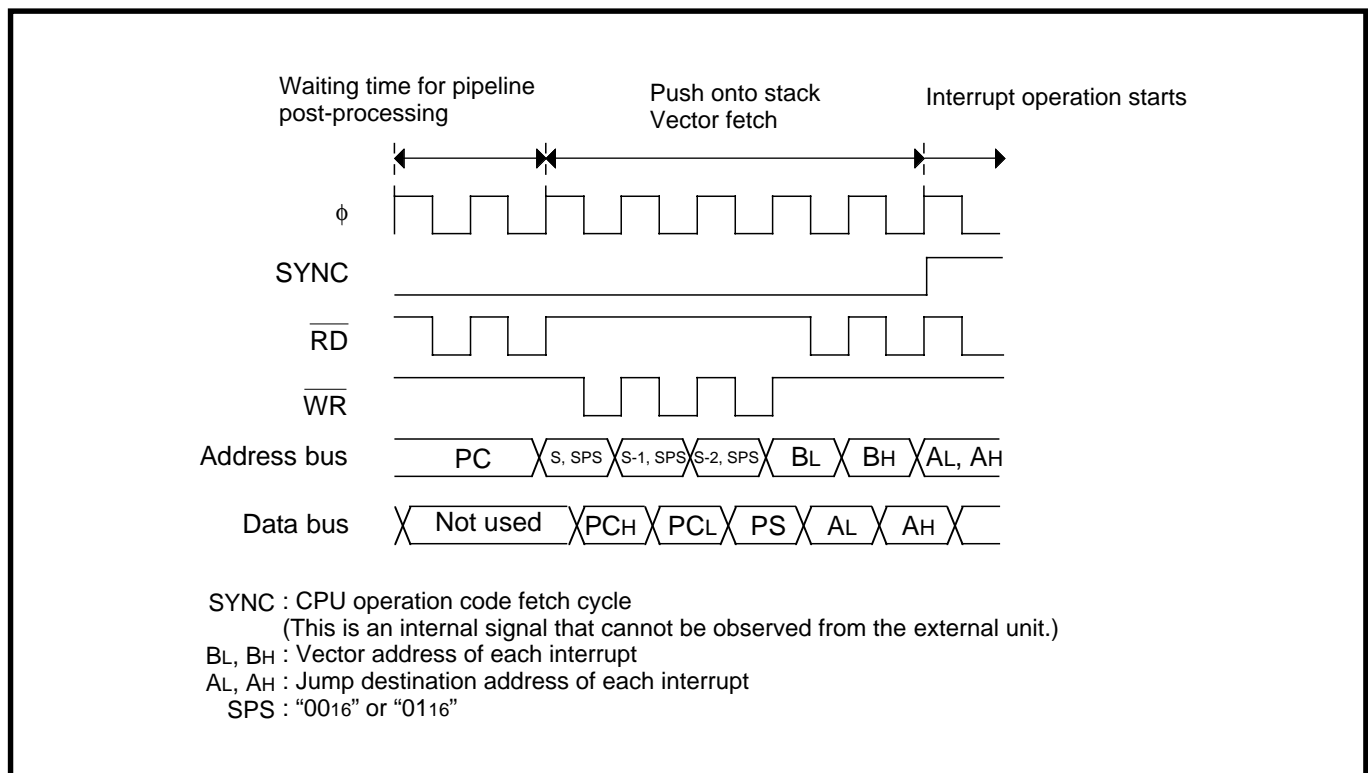 Waiting time for pipeline
post-processing
Push onto stack
Vector fetch
Interrupt operation starts
φ
SYNC
RD
WR
Address bus
PC
S, SPS
S-1, SPS
S-2, SPS
BL
BH
AL, AH
Data bus
Not used
PCH
PCL
PS
AL
AH
SYNC : CPU operation code fetch cycle
(This is an internal signal that cannot be observed from the external unit.)
BL, BH : Vector address of each interrupt
AL, AH : Jump destination address of each interrupt
SPS : “0016” or “0116”